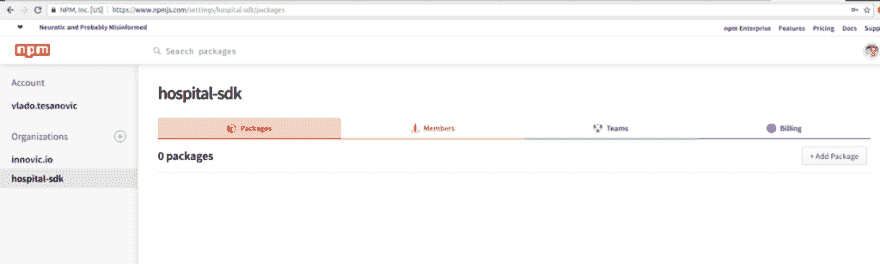 NPM, Inc. [US] | https://www.npmjs.com/settings/hospital-sdk/packages
Neurotic and Probably Misinformed
npm Enterprise Features Pricing Docs Supp
npm
Search packages
Account
vlado.tesanovic
Organizations
innovic.io
hospital-sdk
hospital-sdk
Packages
Members
Teams
Billing
0 packages
+ Add Package